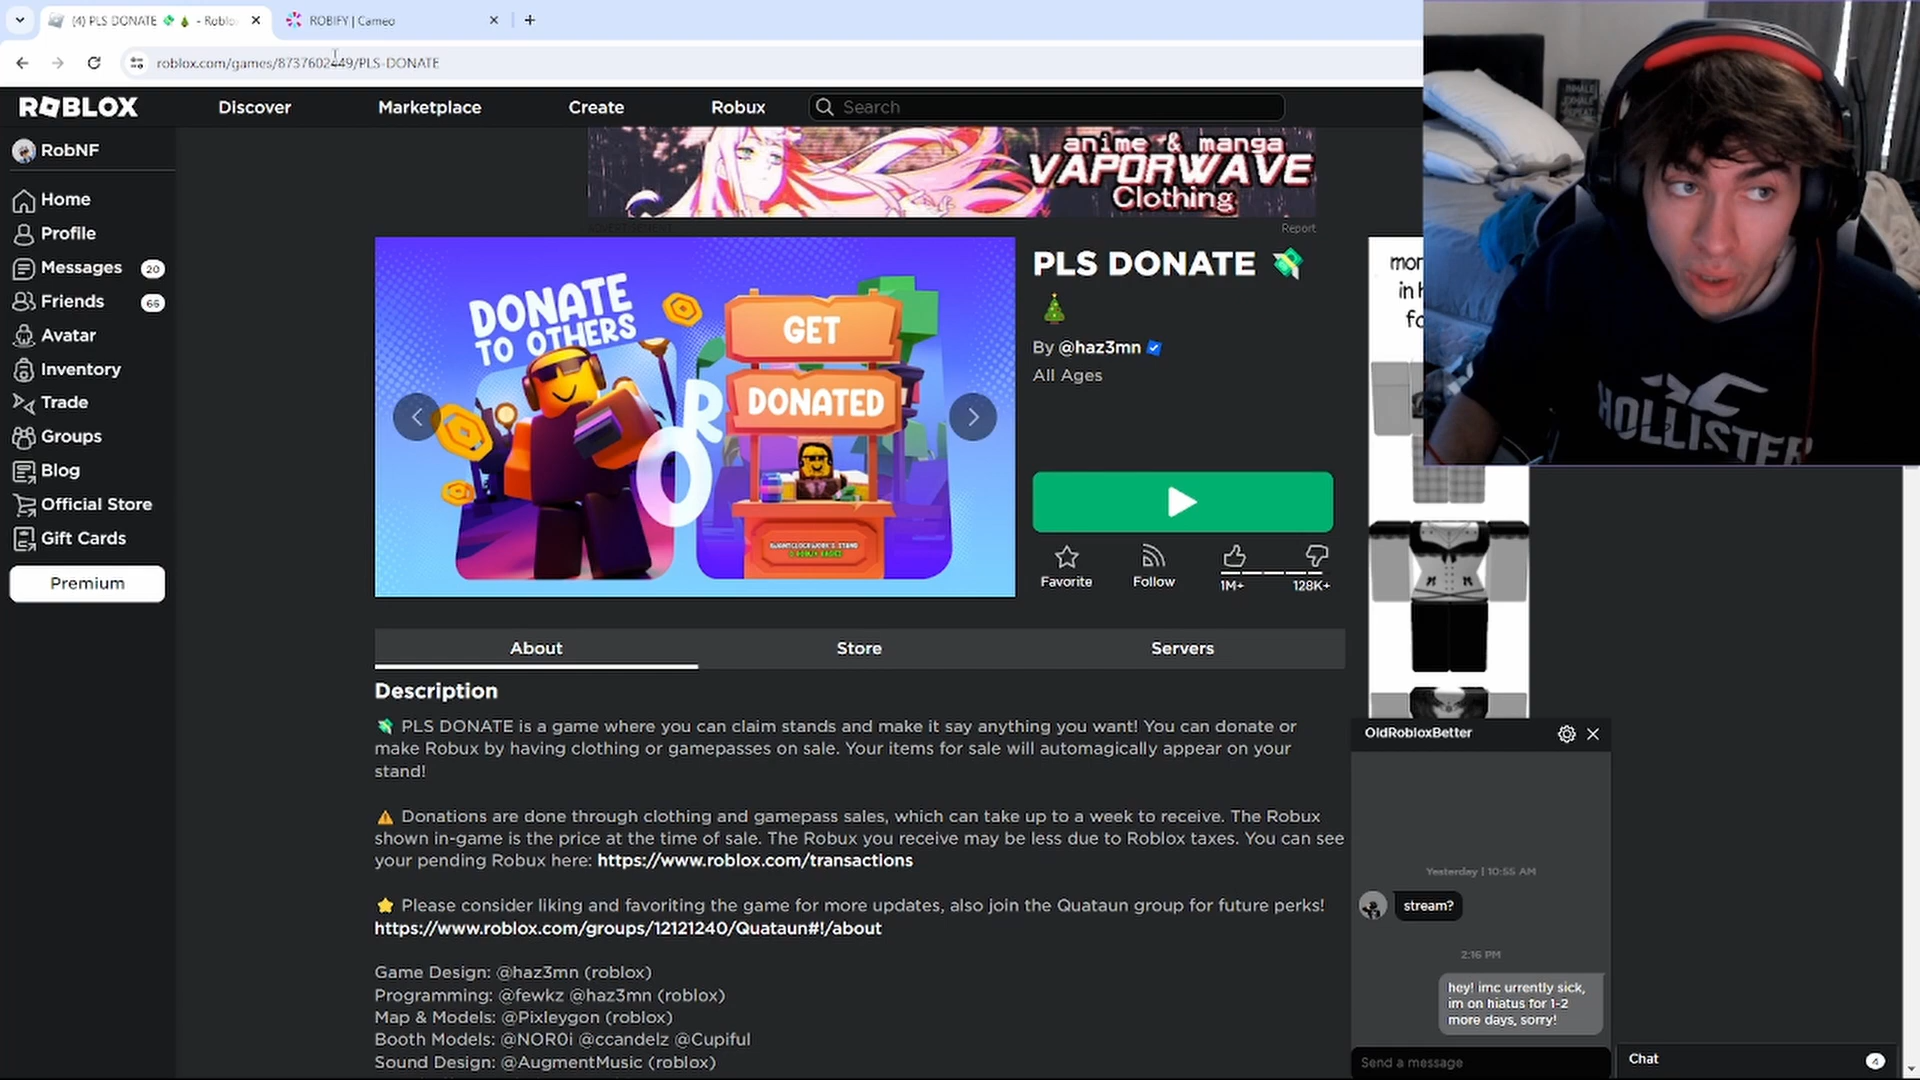 (4) PLS DONATE - Roblo
ROBIFY | Cameo
roblox.com/games/8737602449/PLS-DONATE
ROBLOX
Discover
Marketplace
Create
Robux
Search
RobNF
Home
Profile
Messages 20
Friends 66
Avatar
Inventory
Trade
Groups
Blog
Official Store
Gift Cards
Premium
anime & manga
VAPORWAVE
Clothing
ADVERTISEMENT
Report
DONATE
TO OTHERS
OR
GET
DONATED
PLS DONATE
By @haz3mn
All Ages
Favorite
Follow
1M+
128K+
mor
in h
fo
INHALE
EXHALE
REPEAT
HOLLISTER
About
Store
Servers
Description
PLS DONATE is a game where you can claim stands and make it say anything you want! You can donate or
make Robux by having clothing or gamepasses on sale. Your items for sale will automagically appear on your
stand!
Donations are done through clothing and gamepass sales, which can take up to a week to receive. The Robux
shown in-game is the price at the time of sale. The Robux you receive may be less due to Roblox taxes. You can see
your pending Robux here: https://www.roblox.com/transactions
Please consider liking and favoriting the game for more updates, also join the Quataun group for future perks!
https://www.roblox.com/groups/12121240/Quataun#!/about
Game Design: @haz3mn (roblox)
Programming: @fewkz @haz3mn (roblox)
Map & Models: @Pixleygon (roblox)
Booth Models: @NOR0i @ccandelz @Cupiful
Sound Design: @AugmentMusic (roblox)
OldRobloxBetter
Yesterday | 10:55 AM
stream?
2:16 PM
hey! imc urrently sick,
im on hiatus for 1-2
more days, sorry!
Send a message
Chat
4